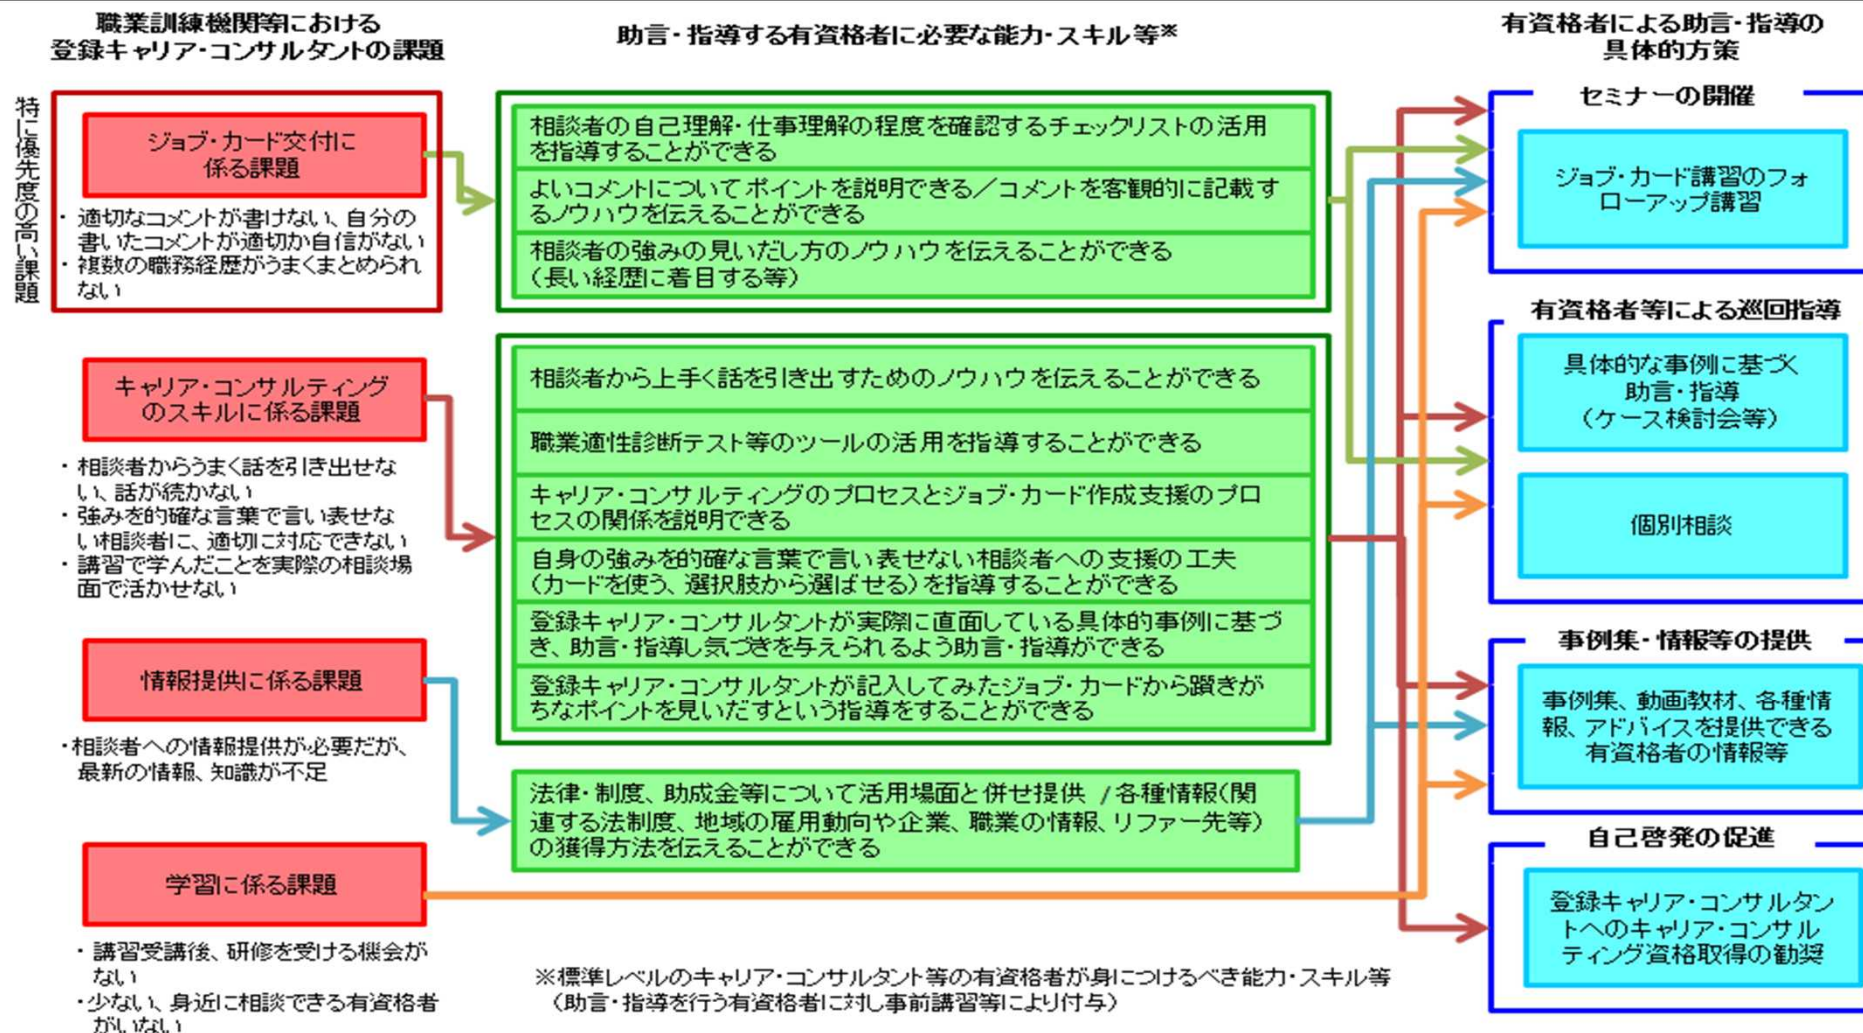 職業訓練機関等における
登録キャリア・コンサルタントの課題
特に優先度の高い課題
ジョブ・カード交付に
係る課題
・ 適切なコメントが書けない、自分の
書いたコメントが適切か自信がない
・ 複数の職務経歴がうまくまとめられ
ない
キャリア・コンサルティング
のスキルに係る課題
・ 相談者からうまく話を引き出せな
い、話が続かない
・ 強みを的確な言葉で言い表せな
い相談者に、適切に対応できない
・ 講習で学んだことを実際の相談場
面で活かせない
情報提供に係る課題
・相談者への情報提供が必要だが、
最新の情報、知識が不足
学習に係る課題
・ 講習受講後、研修を受ける機会が
ない
・少ない、身近に相談できる有資格者
がいない
助言・指導する有資格者に必要な能力・スキル等※
相談者の自己理解・仕事理解の程度を確認するチェックリストの活用
を指導することができる
よいコメントについてポイントを説明できる／コメントを客観的に記載す
るノウハウを伝えることができる
相談者の強みの見いだし方のノウハウを伝えることができる
（長い経歴に着目する等）
相談者から上手く話を引き出すためのノウハウを伝えることができる
職業適性診断テスト等のツールの活用を指導することができる
キャリア・コンサルティングのプロセスとジョブ・カード作成支援のプロ
セスの関係を説明できる
自身の強みを的確な言葉で言い表せない相談者への支援の工夫
（カードを使う、選択肢から選ばせる）を指導することができる
登録キャリア・コンサルタントが実際に直面している具体的事例に基づ
き、助言・指導し気づきを与えられるよう助言・指導ができる
登録キャリア・コンサルタントが記入してみたジョブ・カードから躓きが
ちなポイントを見いだすという指導をすることができる
法律・制度、助成金等について活用場面と併せ提供 /各種情報（関
連する法制度、地域の雇用動向や企業、職業の情報、リファー先等）
の獲得方法を伝えることができる
※標準レベルのキャリア・コンサルタント等の有資格者が身につけるべき能力・スキル等
（助言・指導を行う有資格者に対し事前講習等により付与）
有資格者による助言・指導の
具体的方策
セミナーの開催
ジョブ・カード講習のフォ
ローアップ講習
有資格者等による巡回指導
具体的な事例に基づく
助言・指導
（ケース検討会等）
個別相談
事例集・情報等の提供
事例集、動画教材、各種情
報、アドバイスを提供できる
有資格者の情報等
自己啓発の促進
登録キャリア・コンサルタン
トへのキャリア・コンサル
ティング資格取得の勧奨